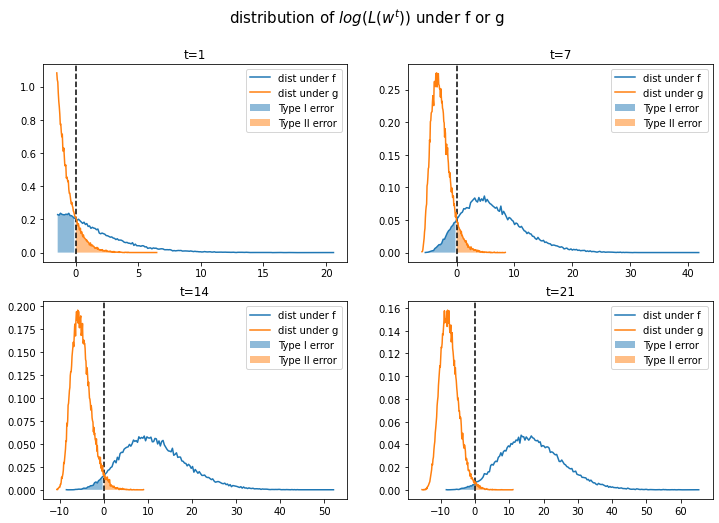 distribution of log(L(w^t)) under f or g
t=1
dist under f
dist under g
Type I error
Type II error
1.0
0.8
0.6
0.4
0.2
0.0
0 5 10 15 20
t=7
dist under f
dist under g
Type I error
Type II error
0.25
0.20
0.15
0.10
0.05
0.00
0 10 20 30 40
t=14
dist under f
dist under g
Type I error
Type II error
0.200
0.175
0.150
0.125
0.100
0.075
0.050
0.025
0.000
−10 0 10 20 30 40 50
t=21
dist under f
dist under g
Type I error
Type II error
0.16
0.14
0.12
0.10
0.08
0.06
0.04
0.02
0.00
−10 0 10 20 30 40 50 60